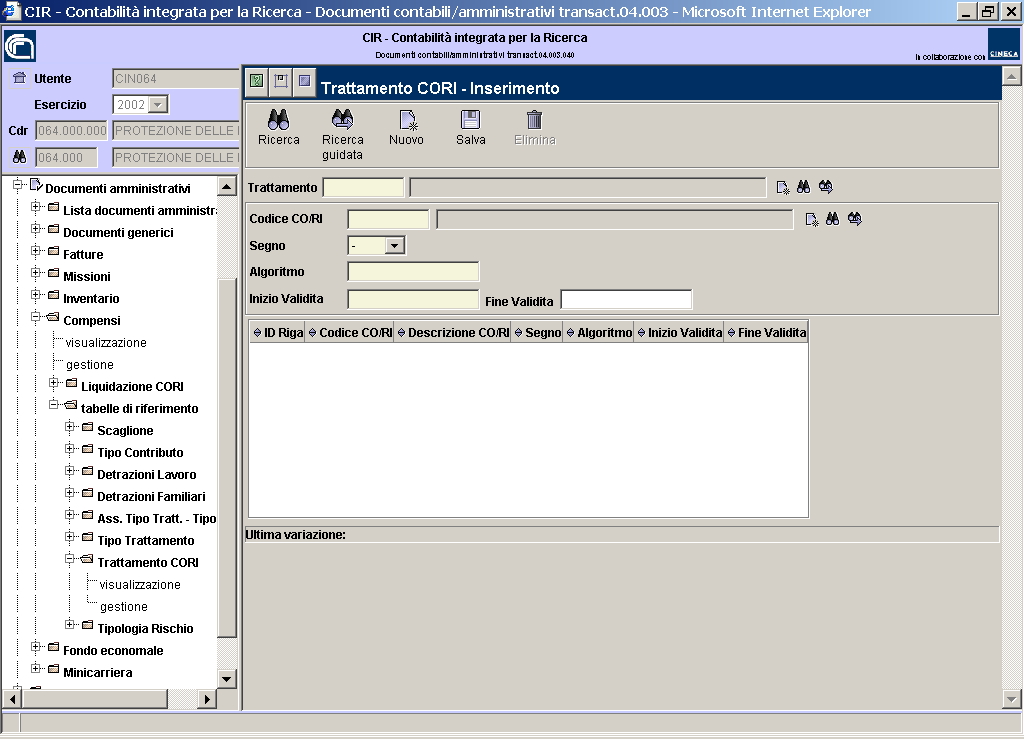 CIR - Contabilità integrata per la Ricerca - Documenti contabili/amministrativi transact.04.003 - Microsoft Internet Explorer
CIR - Contabilità integrata per la Ricerca
Documenti contabili/amministrativi transact.04.003.040
In collaborazione con CINECA
Utente CIN064
Esercizio 2002
Cdr 064.000.000 PROTEZIONE DELLE
064.000 PROTEZIONE DELLE
Trattamento CORI - Inserimento
Ricerca
Ricerca guidata
Nuovo
Salva
Elimina
Documenti amministrativi
Lista documenti amministr
Documenti generici
Fatture
Missioni
Inventario
Compensi
visualizzazione
gestione
Liquidazione CORI
tabelle di riferimento
Scaglione
Tipo Contributo
Detrazioni Lavoro
Detrazioni Familiari
Ass. Tipo Tratt. - Tipo
Tipo Trattamento
Trattamento CORI
visualizzazione
gestione
Tipologia Rischio
Fondo economale
Minicarriera
Trattamento
Codice CO/RI
Segno -
Algoritmo
Inizio Validita Fine Validita
ID Riga Codice CO/RI Descrizione CO/RI Segno Algoritmo Inizio Validita Fine Validita
Ultima variazione: